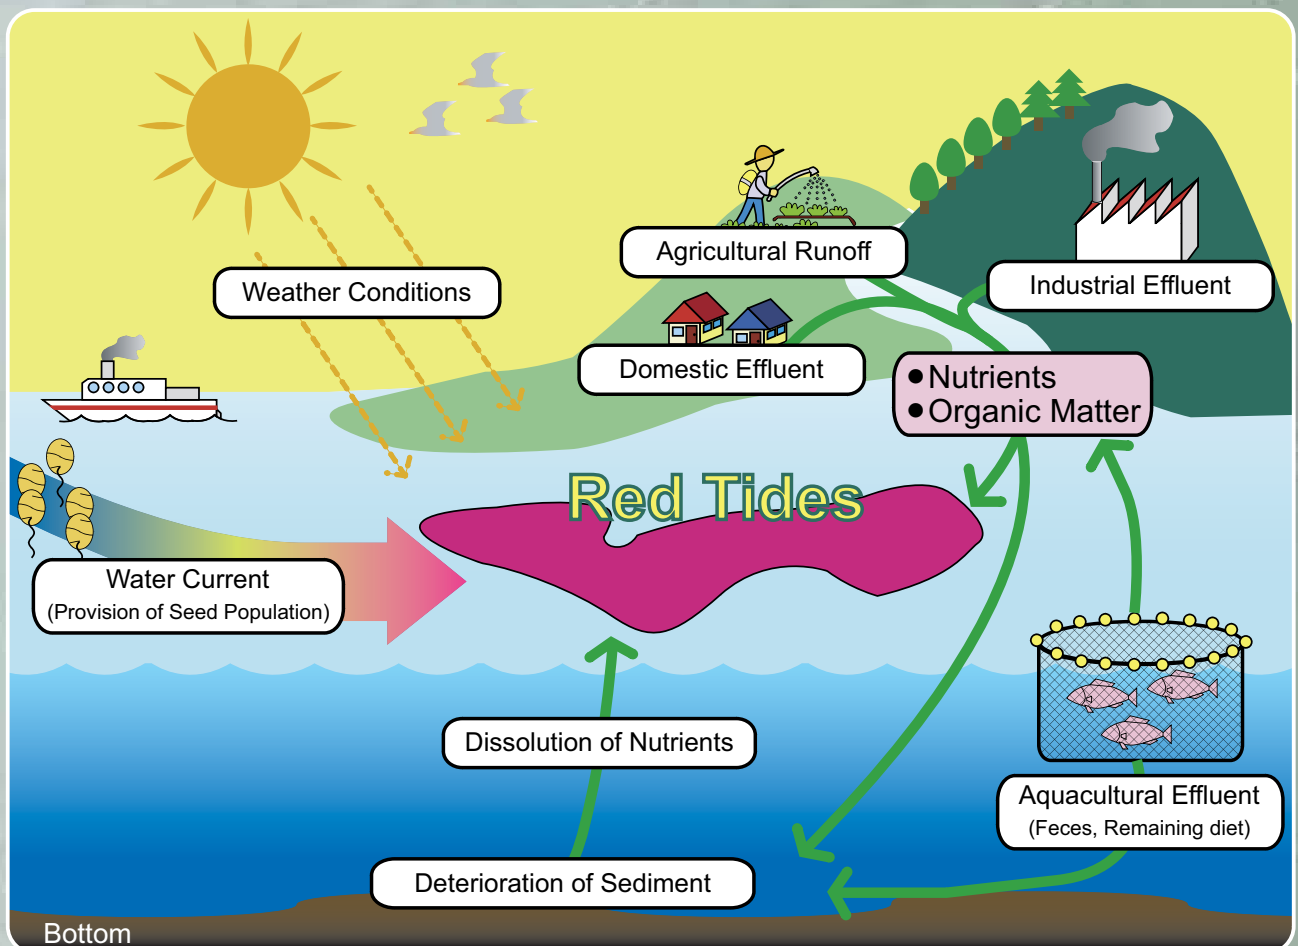 Agricultural Runoff
Weather Conditions
Industrial Effluent
Domestic Effluent
● Nutrients
● Organic Matter
Red Tides
Water Current
(Provision of Seed Population)
Dissolution of Nutrients
Aquacultural Effluent
(Feces, Remaining diet)
Deterioration of Sediment
Bottom